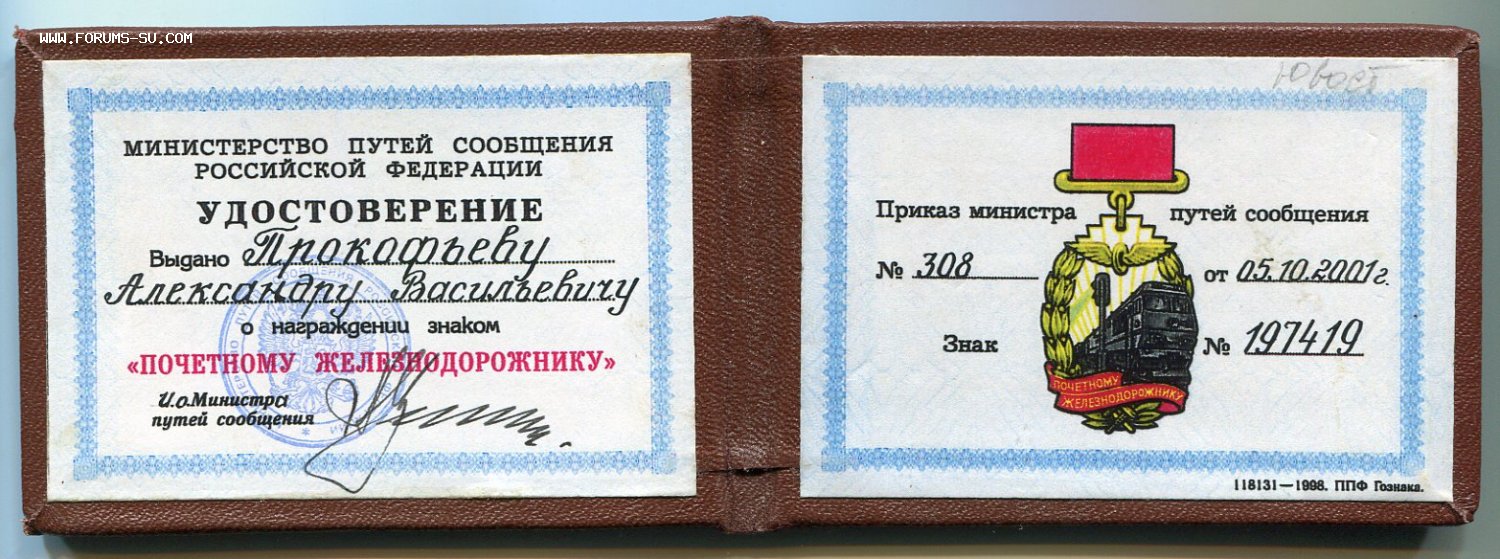 WWW.FORUMS-SU.COM
МИНИСТЕРСТВО ПУТЕЙ СООБЩЕНИЯ
РОССИЙСКОЙ ФЕДЕРАЦИИ
УДОСТОВЕРЕНИЕ
Выдано Прокофьеву
Александру Васильевичу
о награждении знаком
«ПОЧЕТНОМУ ЖЕЛЕЗНОДОРОЖНИКУ»
И.о.Министра
путей сообщения
Ювост
Приказ министра путей сообщения
№ 308 от 05.10.2001г.
Знак № 197419
ПОЧЕТНОМУ
ЖЕЛЕЗНОДОРОЖНИКУ
118131—1998. ППФ Гознака.